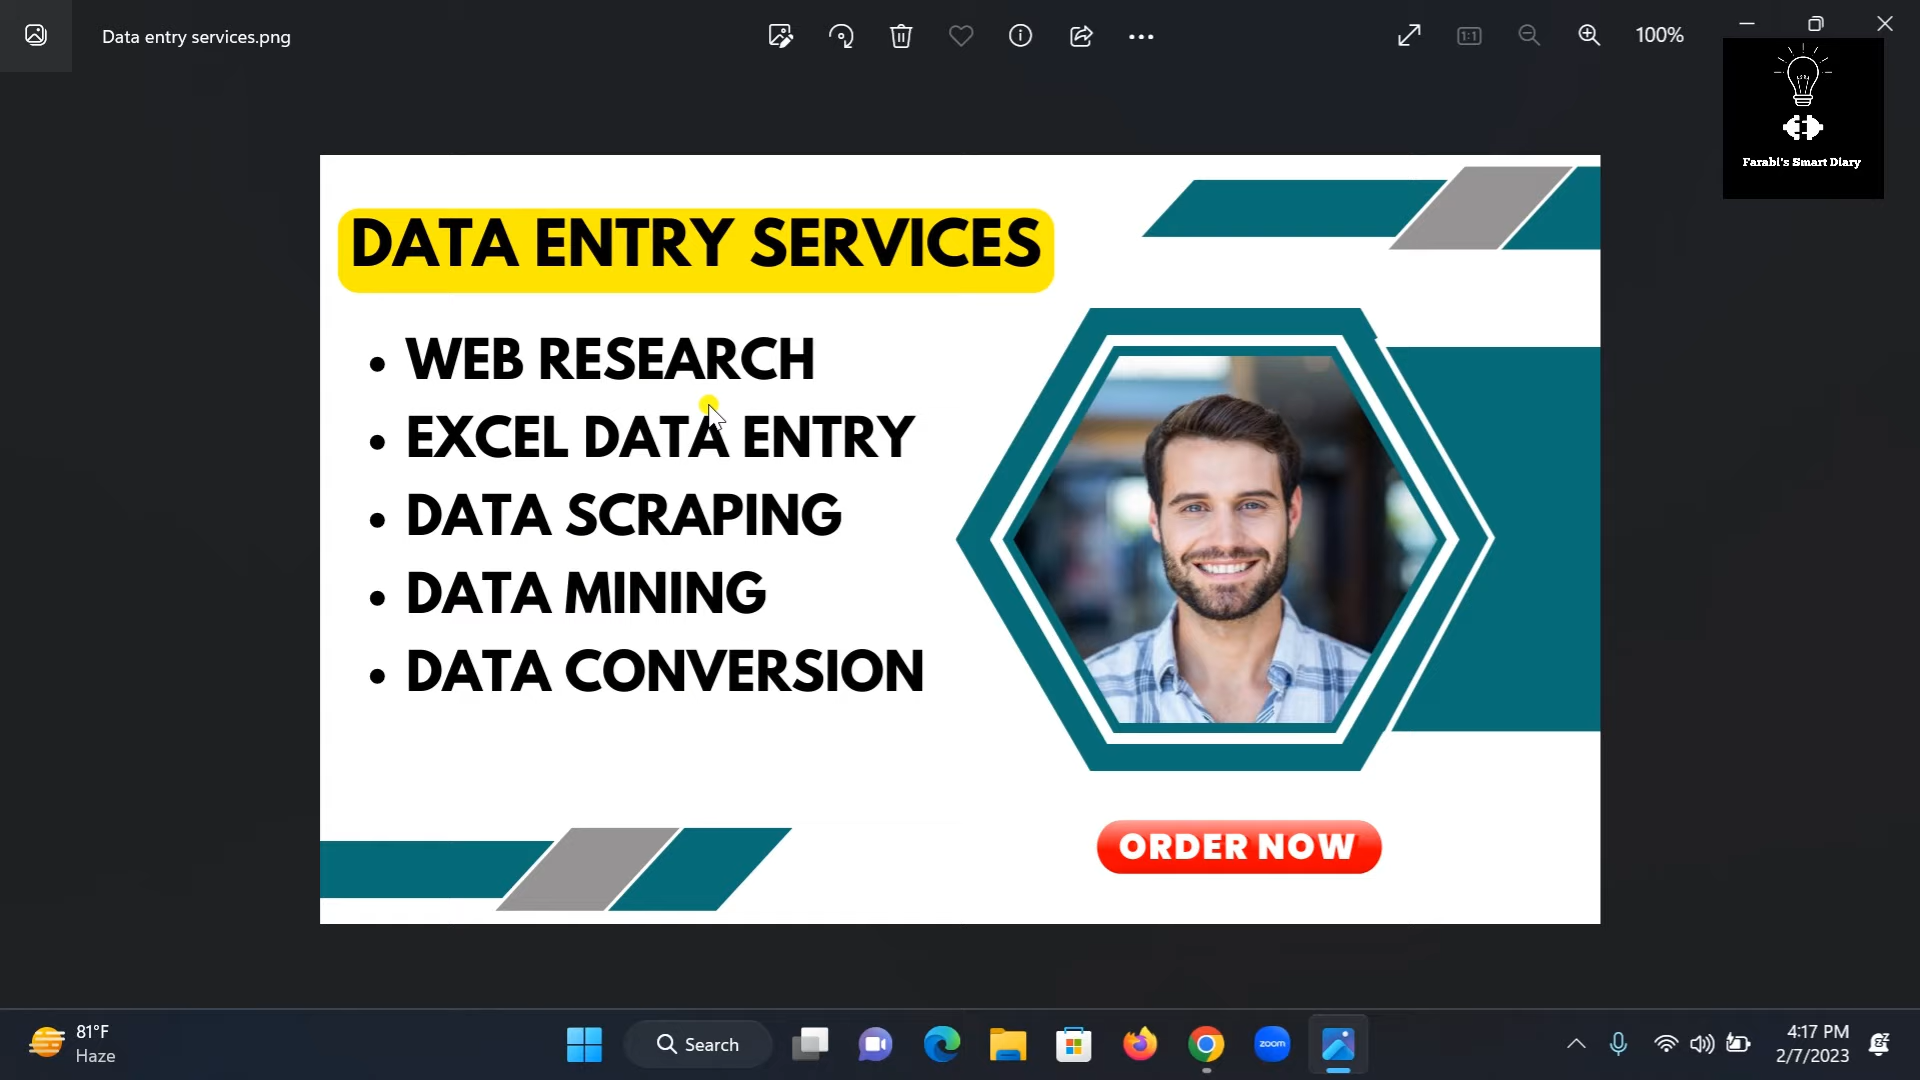 Data entry services.png
100%
Farabi's Smart Diary
DATA ENTRY SERVICES
• WEB RESEARCH
• EXCEL DATA ENTRY
• DATA SCRAPING
• DATA MINING
• DATA CONVERSION
ORDER NOW
81°F
Haze
Search
zoom
4:17 PM
2/7/2023